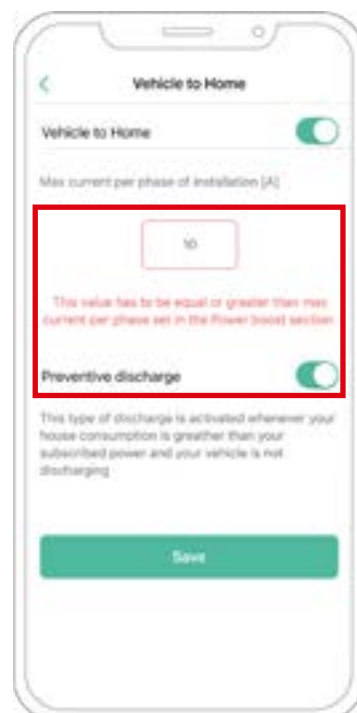 Vehicle to Home
Vehicle to Home
Max current per phase of installation [A]
10
This value has to be equal or greater than max
current per phase set in the Power boost section
Preventive discharge
This type of discharge is activated whenever your
house consumption is greather than your
subscribed power and your vehicle is not
discharging
Save